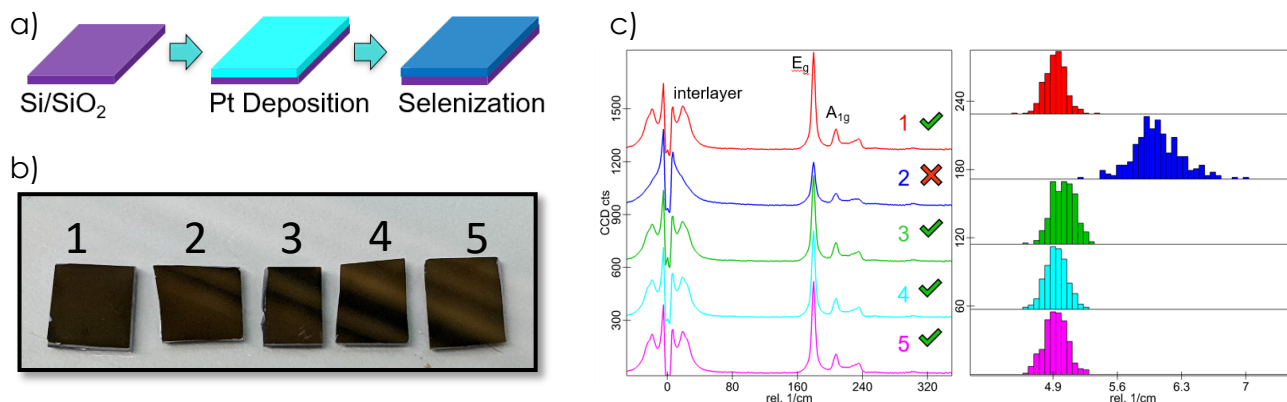 a)
Si/SiO2
Pt Deposition
Selenization
b)
1 2 3 4 5
c)
Eg
interlayer
A1g
1
2
3
4
5
CCD cts
1500
1200
900
600
300
0 80 160 240 320
rel. 1/cm
240
180
120
60
4.9 5.6 6.3 7
rel. 1/cm